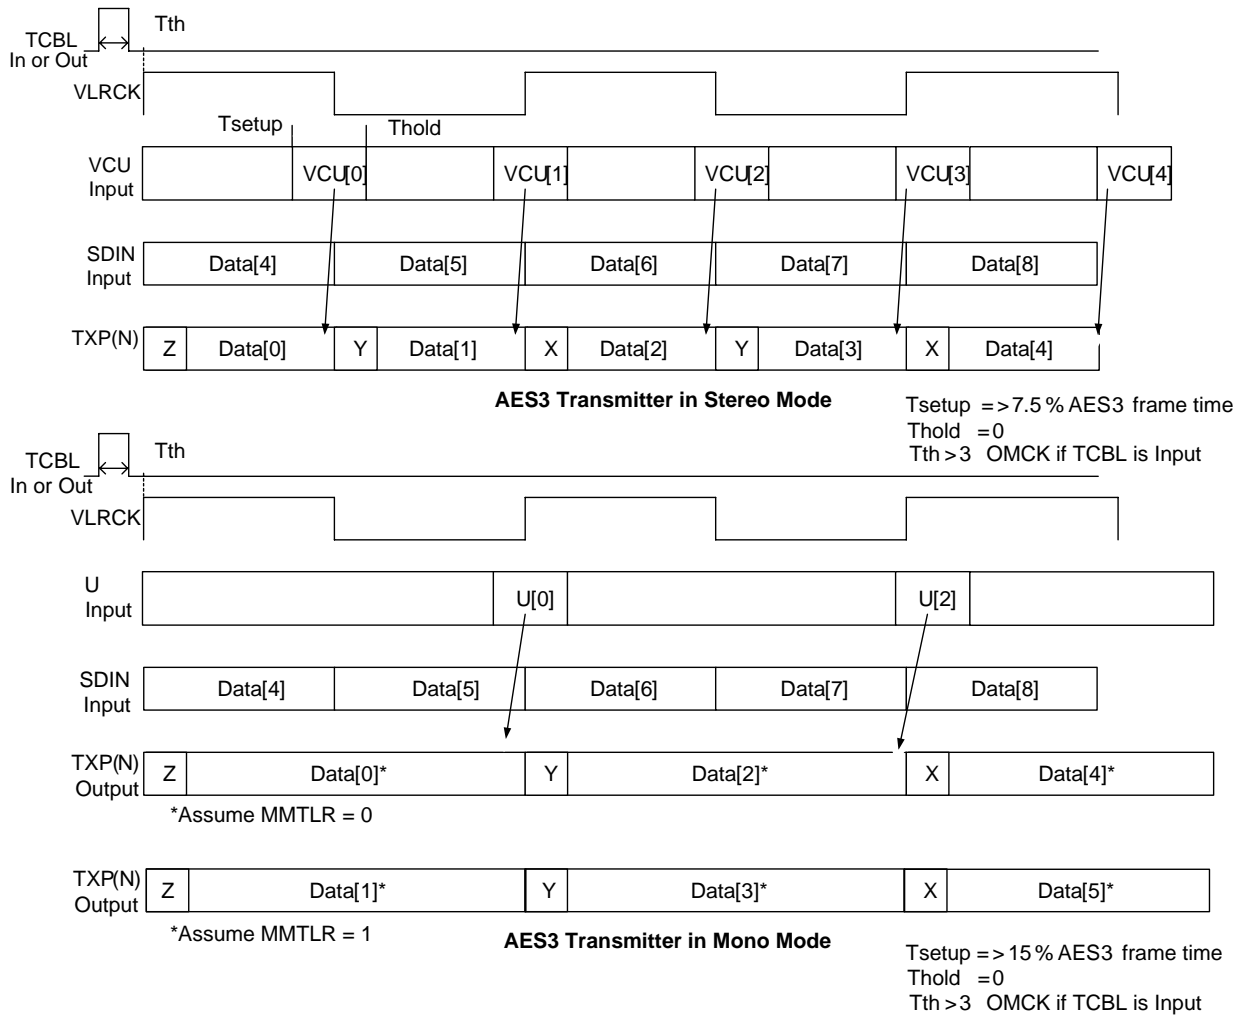 Tth
TCBL
In or Out
VLRCK
Tsetup Thold
VCU
Input
VCU[0] VCU[1] VCU[2] VCU[3] VCU[4]
SDIN
Input
Data[4] Data[5] Data[6] Data[7] Data[8]
TXP(N)
Z Data[0] Y Data[1] X Data[2] Y Data[3] X Data[4]
AES3 Transmitter in Stereo Mode
Tsetup =>7.5% AES3 frame time
Thold =0
Tth>3 OMCK if TCBL is Input
Tth
TCBL
In or Out
VLRCK
U
Input
U[0] U[2]
SDIN
Input
Data[4] Data[5] Data[6] Data[7] Data[8]
TXP(N)
Output
Z Data[0]* Y Data[2]* X Data[4]*
*Assume MMTLR = 0
TXP(N)
Output
Z Data[1]* Y Data[3]* X Data[5]*
*Assume MMTLR = 1
AES3 Transmitter in Mono Mode
Tsetup =>15% AES3 frame time
Thold =0
Tth>3 OMCK if TCBL is Input